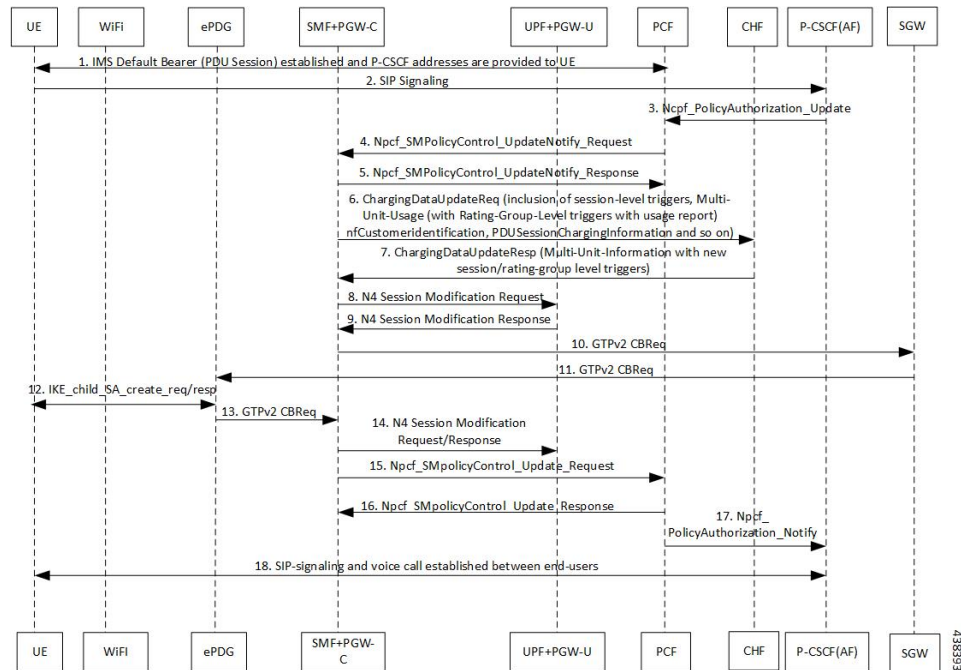 UE
WiFi
ePDG
SMF+PGW-C
UPF+PGW-U
PCF
CHF
P-CSCF(AF)
SGW
1. IMS Default Bearer (PDU Session) established and P-CSCF addresses are provided to UE
2. SIP Signaling
3. Ncpf_PolicyAuthorization_Update
4. Npcf_SMPolicyControl_UpdateNotify_Request
5. Npcf_SMPolicyControl_UpdateNotify_Response
6. ChargingDataUpdateReq (inclusion of session-level triggers, Multi-
Unit-Usage (with Rating-Group-Level triggers with usage report)
nfCustomeridentification, PDUSessionChargingInformation and so on)
7. ChargingDataUpdateResp (Multi-Unit-Information with new
session/rating-group level triggers)
8. N4 Session Modification Request
9. N4 Session Modification Response
10. GTPv2 CBReq
11. GTPv2 CBReq
12. IKE_child_SA_create_req/resp
13. GTPv2 CBReq
14. N4 Session Modification
Request/Response
15. Npcf_SMpolicyControl_Update_Request
16. Npcf_SMpolicyControl_Update_Response
17. Npcf_
PolicyAuthorization_Notify
18. SIP-signaling and voice call established between end-users
UE
WiFI
ePDG
SMF+PGW-
C
UPF+PGW-U
PCF
CHF
P-CSCF(AF)
SGW
438393